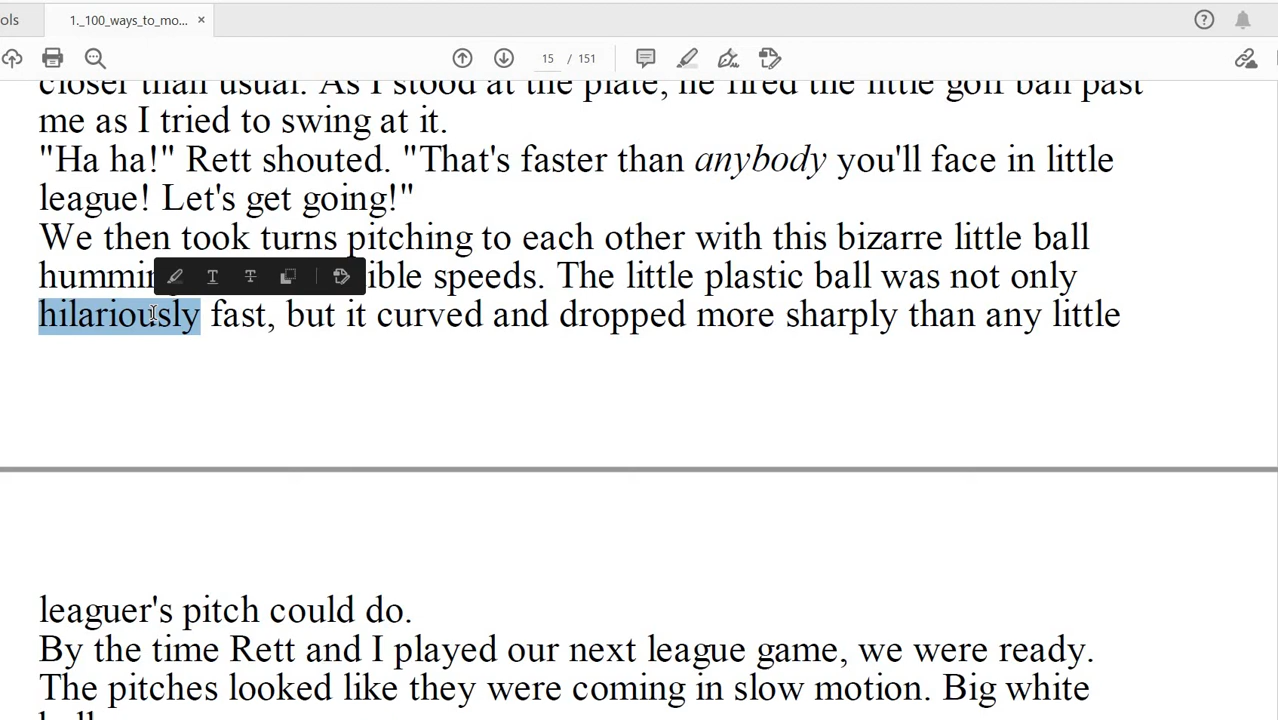 ols
1._100_ways_to_mo... ×
15 / 151
closer than usual. As I stood at the plate, he fired the little golf ball past
me as I tried to swing at it.
"Ha ha!" Rett shouted. "That's faster than anybody you'll face in little
league! Let's get going!"
We then took turns pitching to each other with this bizarre little ball
ible speeds. The little plastic ball was not only
hilariously fast, but it curved and dropped more sharply than any little
leaguer's pitch could do.
By the time Rett and I played our next league game, we were ready.
The pitches looked like they were coming in slow motion. Big white